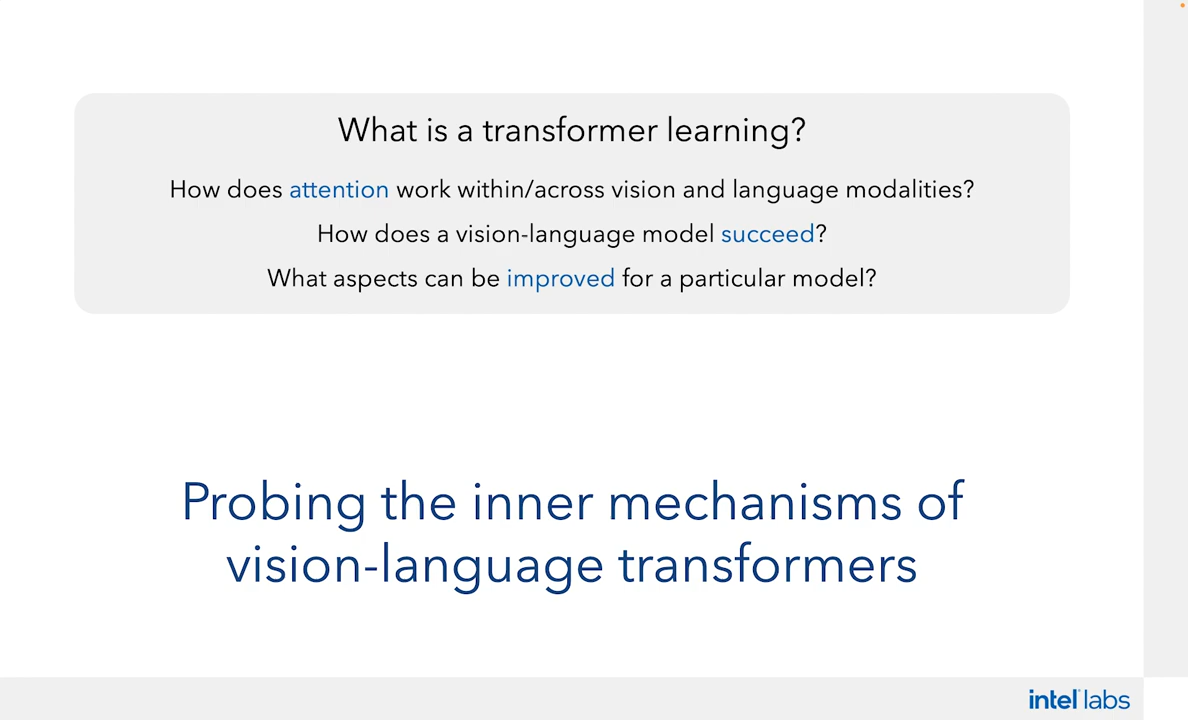 What is a transformer learning?
How does attention work within/across vision and language modalities?
How does a vision-language model succeed?
What aspects can be improved for a particular model?
Probing the inner mechanisms of
vision-language transformers
intel labs